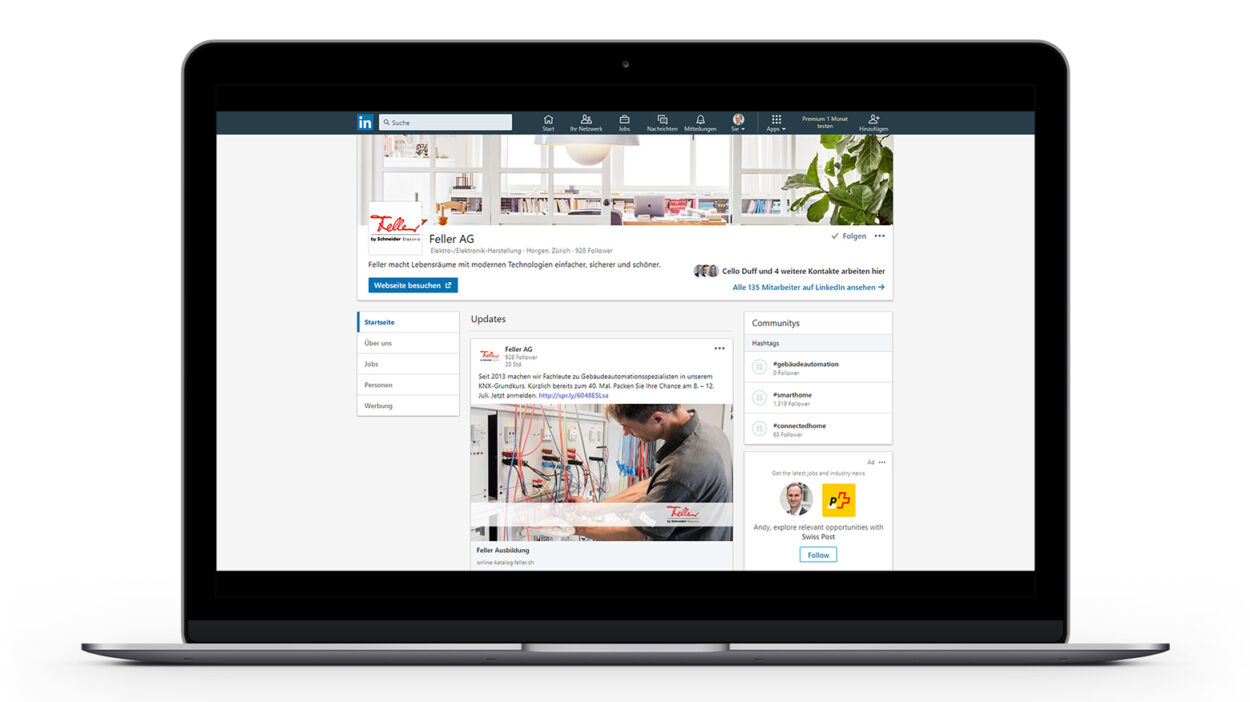 in
Suche
Start
Ihr Netzwerk
Jobs
Nachrichten
Mitteilungen
Sie
Apps
Premium 1 Monat
testen
Hinzufügen
Feller
by Schneider Electric
Feller AG
Elektro-/Elektronik-Herstellung · Horgen, Zürich · 928 Follower
Folgen
Feller macht Lebensräume mit modernen Technologien einfacher, sicherer und schöner.
Cello Duff und 4 weitere Kontakte arbeiten hier
Webseite besuchen
Alle 135 Mitarbeiter auf LinkedIn ansehen →
Startseite
Über uns
Jobs
Personen
Werbung
Updates
Feller
Feller AG
928 Follower
20 Std.
Seit 2013 machen wir Fachleute zu Gebäudeautomationsspezialisten in unserem
KNX-Grundkurs. Kürzlich bereits zum 40. Mal. Packen Sie Ihre Chance am 8. – 12.
Juli. Jetzt anmelden. http://spr.ly/6048ESLsa
Feller
by Schneider Electric
Feller Ausbildung
online-katalog.feller.ch
Communitys
Hashtags
#gebäudeautomation
0 Follower
#smarthome
1.319 Follower
#connectedhome
63 Follower
Ad
Get the latest jobs and industry news
P
Andy, explore relevant opportunities with
Swiss Post
Follow